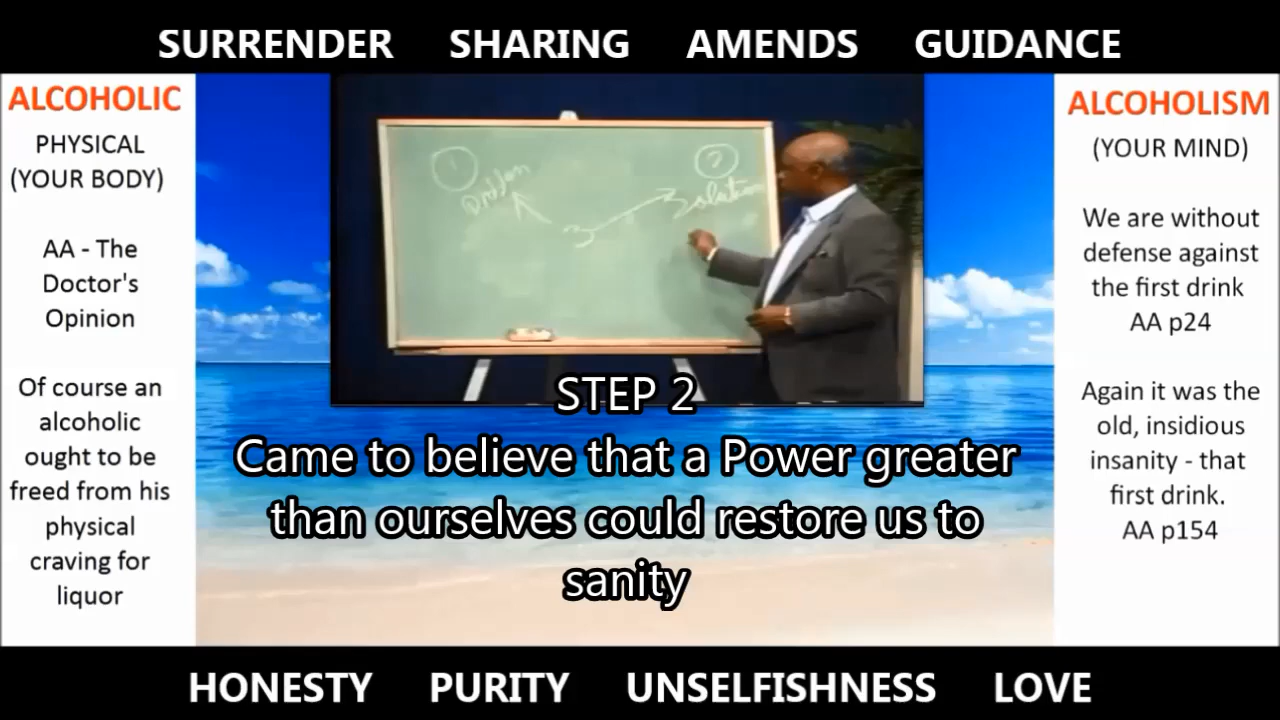 SURRENDER SHARING AMENDS GUIDANCE
ALCOHOLIC
PHYSICAL
(YOUR BODY)
AA - The
Doctor's
Opinion
Of course an
alcoholic
ought to be
freed from his
physical
craving for
liquor
1
2
3
STEP 2
Came to believe that a Power greater
than ourselves could restore us to
sanity
ALCOHOLISM
(YOUR MIND)
We are without
defense against
the first drink
AA p24
Again it was the
old, insidious
insanity - that
first drink.
AA p154
HONESTY PURITY UNSELFISHNESS LOVE